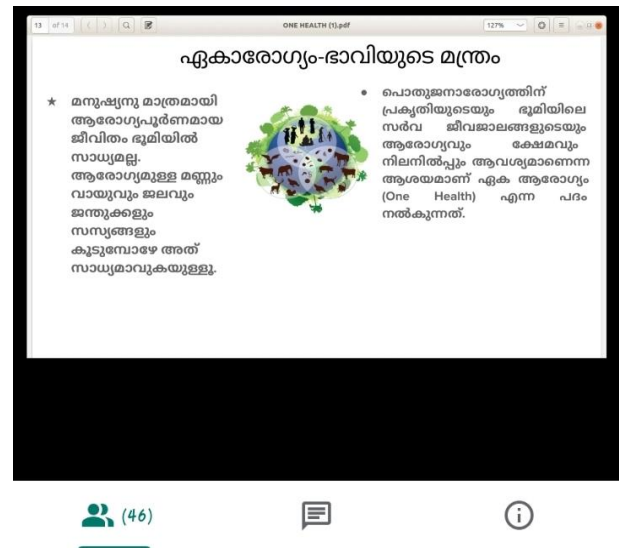 13 of 14
ONE HEALTH (1).pdf
127%
ഏകാരോഗ്യം-ഭാവിയുടെ മന്ത്രം
★ മനുഷ്യനു മാത്രമായി
ആരോഗ്യപൂർണമായ
ജീവിതം ഭൂമിയിൽ
സാധ്യമല്ല.
ആരോഗ്യമുള്ള മണ്ണും
വായുവും ജലവും
ജന്തുക്കളും
സസ്യങ്ങളും
കൂടുമ്പോഴേ അത്
സാധ്യമാവുകയുള്ളൂ.
• പൊതുജനാരോഗ്യത്തിന്
പ്രകൃതിയുടെയും ഭൂമിയിലെ
സർവ ജീവജാലങ്ങളുടെയും
ആരോഗ്യവും ക്ഷേമവും
നിലനിൽപ്പും ആവശ്യമാണെന്ന
ആശയമാണ് ഏക ആരോഗ്യം
(One Health) എന്ന പദം
നൽകുന്നത്.
(46)